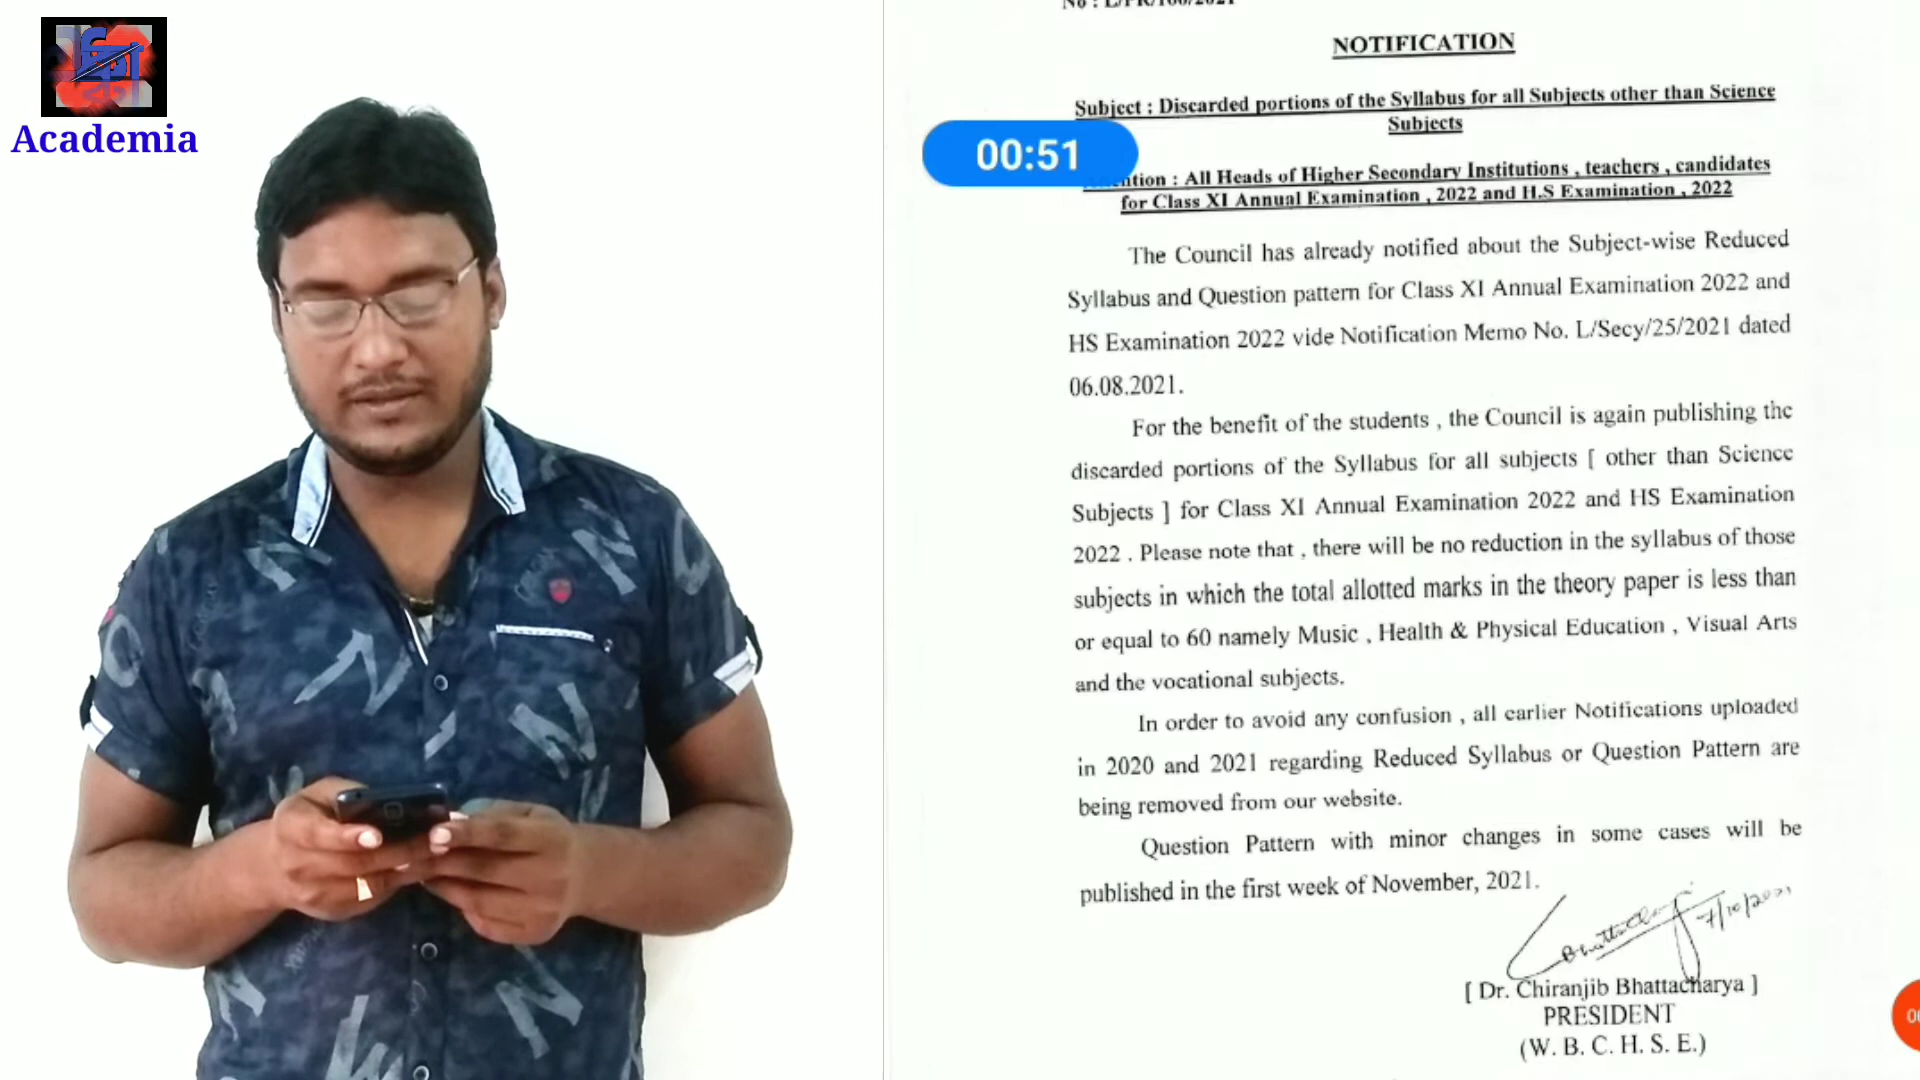 Academia
No : L/PR/160/2021
NOTIFICATION
Subject : Discarded portions of the Syllabus for all Subjects other than Science
Subjects
00:51
: All Heads of Higher Secondary Institutions , teachers , candidates
for Class XI Annual Examination , 2022 and H.S Examination , 2022
The Council has already notified about the Subject-wise Reduced
Syllabus and Question pattern for Class XI Annual Examination 2022 and
HS Examination 2022 vide Notification Memo No. L/Secy/25/2021 dated
06.08.2021.
For the benefit of the students , the Council is again publishing the
discarded portions of the Syllabus for all subjects [ other than Science
Subjects ] for Class XI Annual Examination 2022 and HS Examination
2022 . Please note that , there will be no reduction in the syllabus of those
subjects in which the total allotted marks in the theory paper is less than
or equal to 60 namely Music , Health & Physical Education , Visual Arts
and the vocational subjects.
In order to avoid any confusion , all earlier Notifications uploaded
in 2020 and 2021 regarding Reduced Syllabus or Question Pattern are
being removed from our website.
Question Pattern with minor changes in some cases will be
published in the first week of November, 2021.
7/10/2021
[ Dr. Chiranjib Bhattacharya ]
PRESIDENT
(W. B. C. H. S. E.)